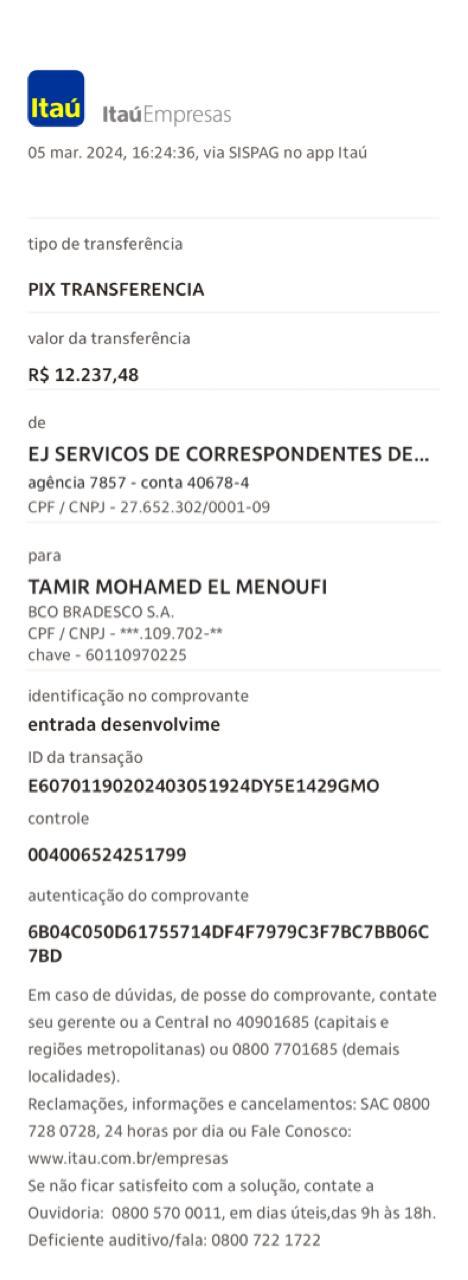 Itaú
ItaúEmpresas
05 mar. 2024, 16:24:36, via SISPAG no app Itaú
tipo de transferência
PIX TRANSFERENCIA
valor da transferência
R$ 12.237,48
de
EJ SERVICOS DE CORRESPONDENTES DE...
agência 7857 - conta 40678-4
CPF / CNPJ - 27.652.302/0001-09
para
TAMIR MOHAMED EL MENOUFI
BCO BRADESCO S.A.
CPF / CNPJ - ***.109.702-**
chave - 60110970225
identificação no comprovante
entrada desenvolvime
ID da transação
E60701190202403051924DY5E1429GMO
controle
004006524251799
autenticação do comprovante
6B04C050D61755714DF4F7979C3F7BC7BB06C
7BD
Em caso de dúvidas, de posse do comprovante, contate
seu gerente ou a Central no 40901685 (capitais e
regiões metropolitanas) ou 0800 7701685 (demais
localidades).
Reclamações, informações e cancelamentos: SAC 0800
728 0728, 24 horas por dia ou Fale Conosco:
www.itau.com.br/empresas
Se não ficar satisfeito com a solução, contate a
Ouvidoria:  0800 570 0011, em dias úteis,das 9h às 18h.
Deficiente auditivo/fala: 0800 722 1722